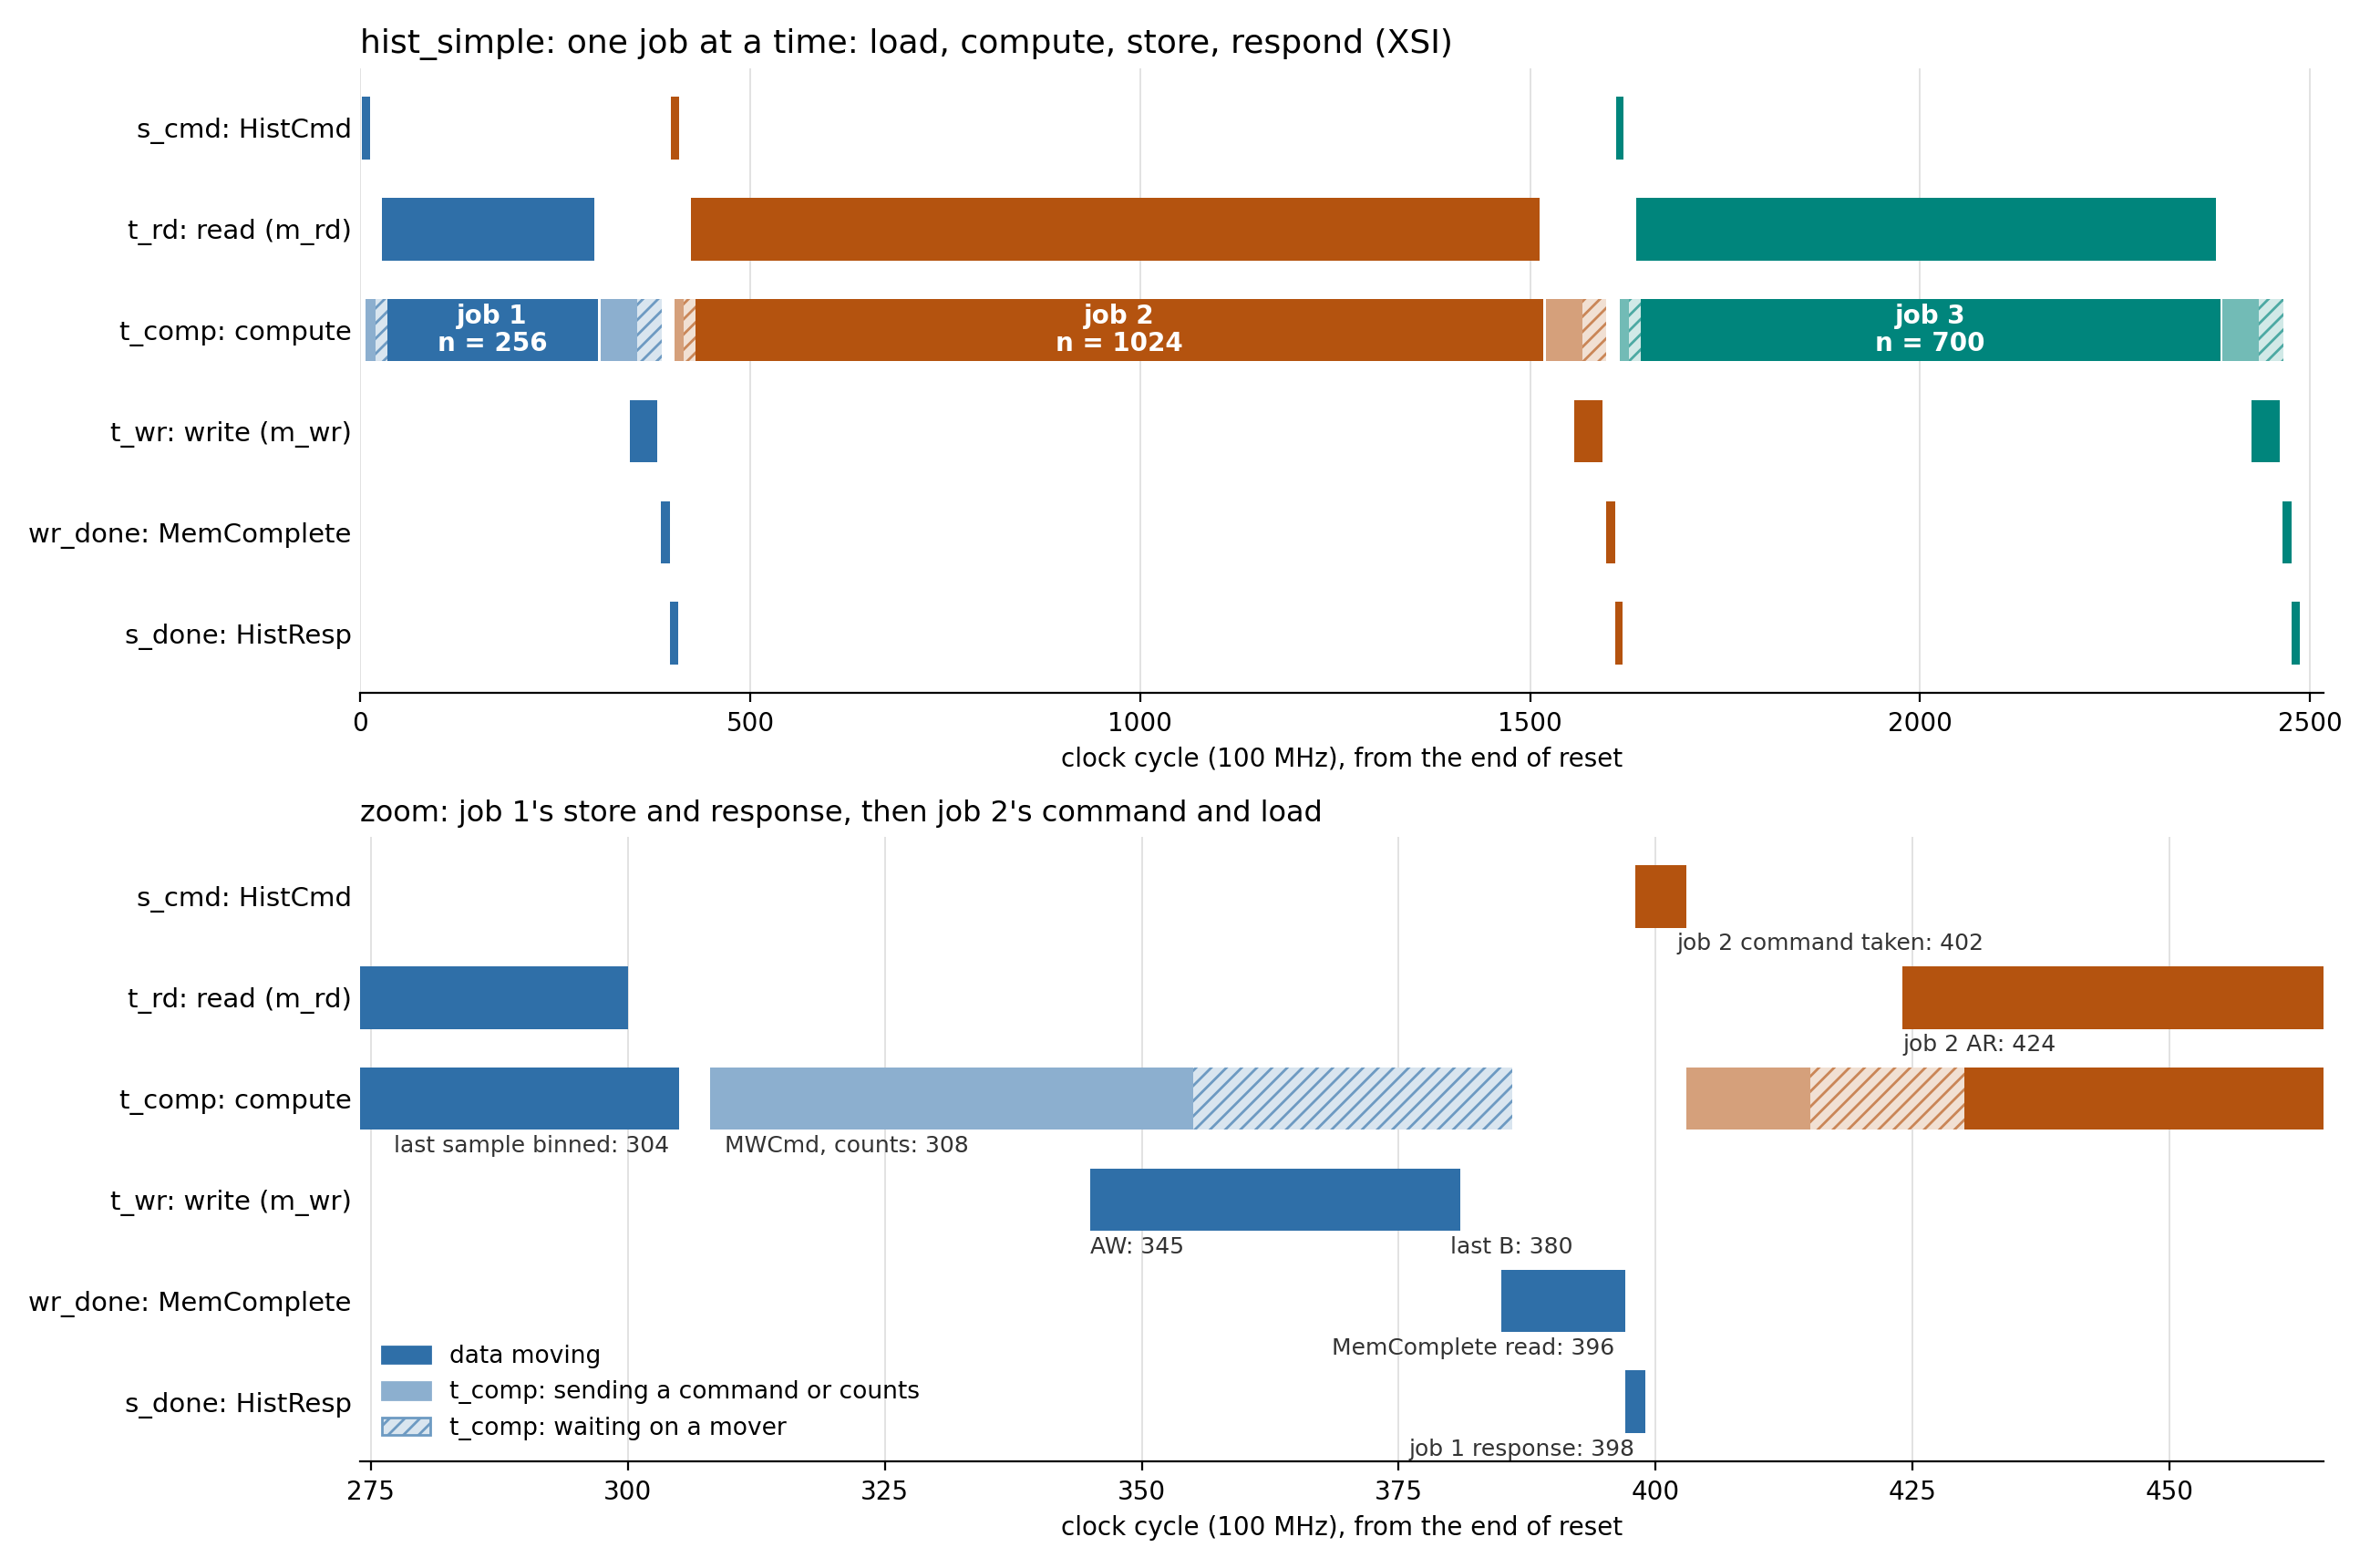 hist_simple: one job at a time: load, compute, store, respond (XSI)
s_cmd: HistCmd
t_rd: read (m_rd)
t_comp: compute
job 1
n = 256
job 2
n = 1024
job 3
n = 700
t_wr: write (m_wr)
wr_done: MemComplete
s_done: HistResp
0 500 1000 1500 2000 2500
clock cycle (100 MHz), from the end of reset
zoom: job 1's store and response, then job 2's command and load
s_cmd: HistCmd
job 2 command taken: 402
t_rd: read (m_rd)
job 2 AR: 424
t_comp: compute
last sample binned: 304
MWCmd, counts: 308
t_wr: write (m_wr)
AW: 345
last B: 380
wr_done: MemComplete
MemComplete read: 396
data moving
t_comp: sending a command or counts
t_comp: waiting on a mover
s_done: HistResp
job 1 response: 398
275 300 325 350 375 400 425 450
clock cycle (100 MHz), from the end of reset